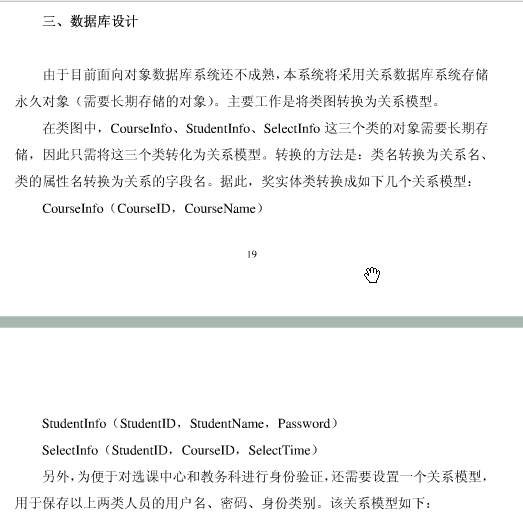 三、数据库设计
由于目前面向对象数据库系统还不成熟，本系统将采用关系数据库系统存储
永久对象（需要长期存储的对象）。主要工作是将类图转换为关系模型。
在类图中，CourseInfo、StudentInfo、SelectInfo 这三个类的对象需要长期存
储，因此只需将这三个类转化为关系模型。转换的方法是：类名转换为关系名、
类的属性名转换为关系的字段名。据此，奖实体类转换成如下几个关系模型：
CourseInfo（CourseID，CourseName）
19
StudentInfo（StudentID，StudentName，Password）
SelectInfo（StudentID，CourseID，SelectTime）
另外，为便于对选课中心和教务科进行身份验证，还需要设置一个关系模型，
用于保存以上两类人员的用户名、密码、身份类别。该关系模型如下：